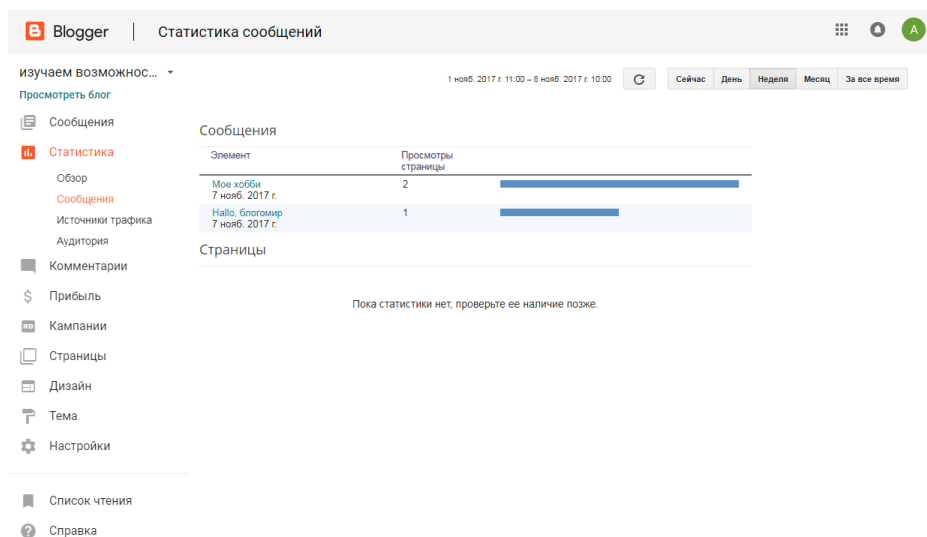 Blogger
Статистика сообщений
A
изучаем возможнос...
Просмотреть блог
1 нояб. 2017 г. 11:00 – 8 нояб. 2017 г. 10:00
Сейчас День Неделя Месяц За все время
Сообщения
Статистика
Обзор
Сообщения
Источники трафика
Аудитория
Комментарии
Прибыль
Кампании
Страницы
Дизайн
Тема
Настройки
Список чтения
Справка
Сообщения
Элемент
Просмотры
страницы
Мое хобби 2
7 нояб. 2017 г.
Hallo, блогомир 1
7 нояб. 2017 г.
Страницы
Пока статистики нет, проверьте ее наличие позже.